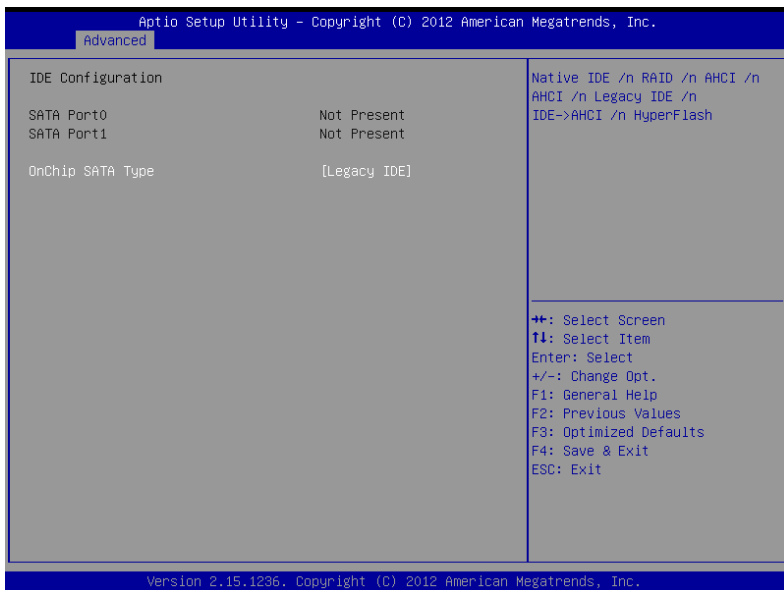 Aptio Setup Utility – Copyright (C) 2012 American Megatrends, Inc.
Advanced
IDE Configuration
SATA Port0 Not Present
SATA Port1 Not Present
OnChip SATA Type [Legacy IDE]
Native IDE /n RAID /n AHCI /n
AHCI /n Legacy IDE /n
IDE->AHCI /n HyperFlash
→←: Select Screen
↑↓: Select Item
Enter: Select
+/-: Change Opt.
F1: General Help
F2: Previous Values
F3: Optimized Defaults
F4: Save & Exit
ESC: Exit
Version 2.15.1236. Copyright (C) 2012 American Megatrends, Inc.